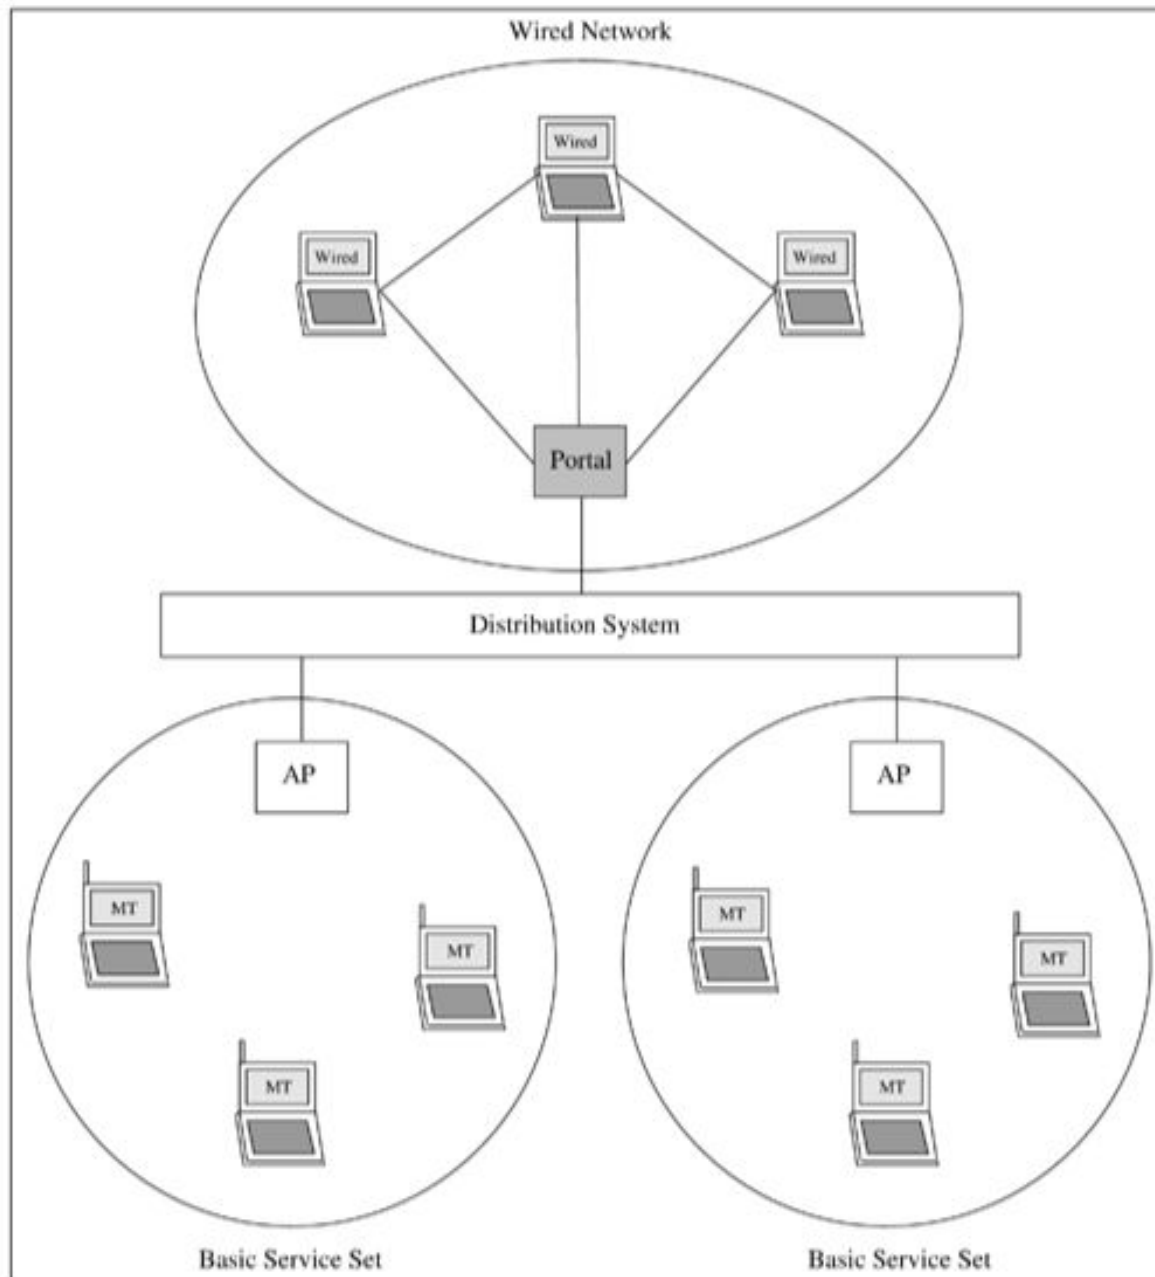 Wired Network
Wired
Wired
Wired
Portal
Distribution System
AP
AP
MT
MT
MT
MT
MT
MT
Basic Service Set
Basic Service Set